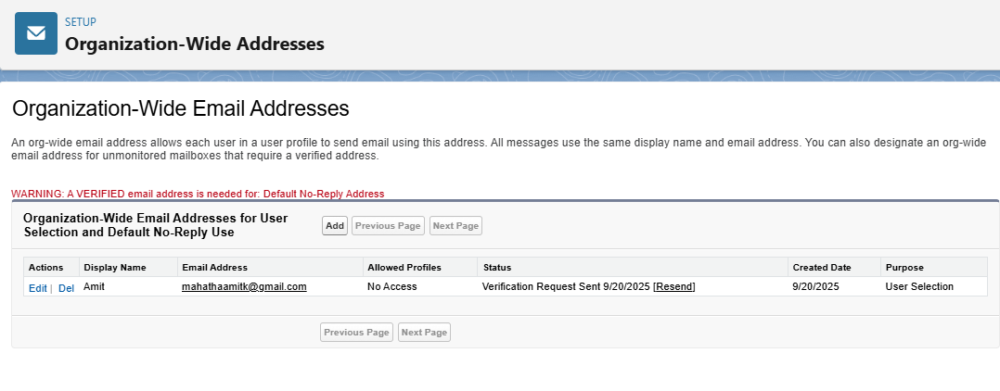 SETUP
Organization-Wide Addresses
Organization-Wide Email Addresses
An org-wide email address allows each user in a user profile to send email using this address. All messages use the same display name and email address. You can also designate an org-wide
email address for unmonitored mailboxes that require a verified address.
WARNING: A VERIFIED email address is needed for: Default No-Reply Address
Organization-Wide Email Addresses for User
Selection and Default No-Reply Use
Add Previous Page Next Page
Actions Display Name Email Address Allowed Profiles Status Created Date Purpose
Edit | Del Amit mahathaamitk@gmail.com No Access Verification Request Sent 9/20/2025 [Resend] 9/20/2025 User Selection
Previous Page Next Page